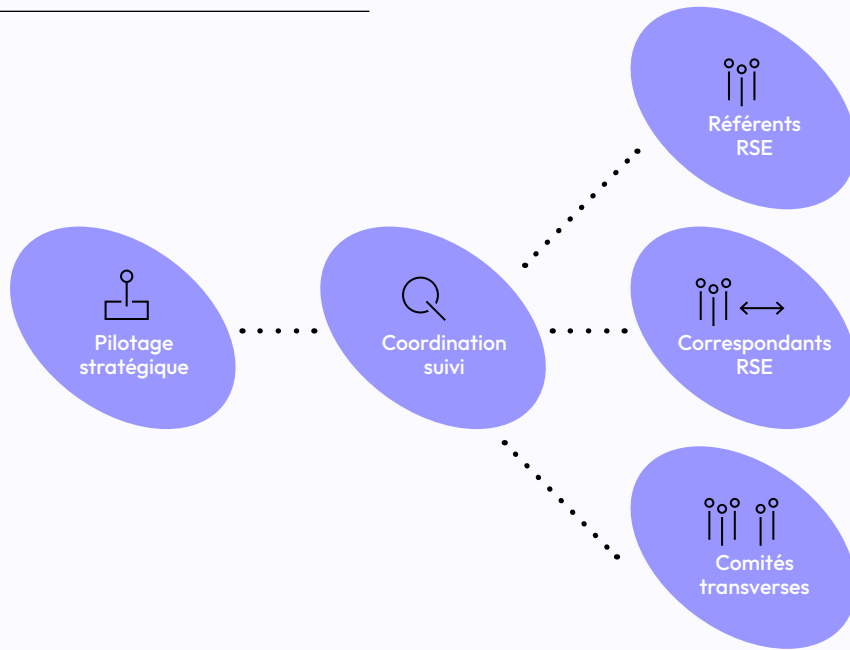 Référents
RSE
Pilotage
stratégique
Coordination
suivi
Correspondants
RSE
Comités
transverses